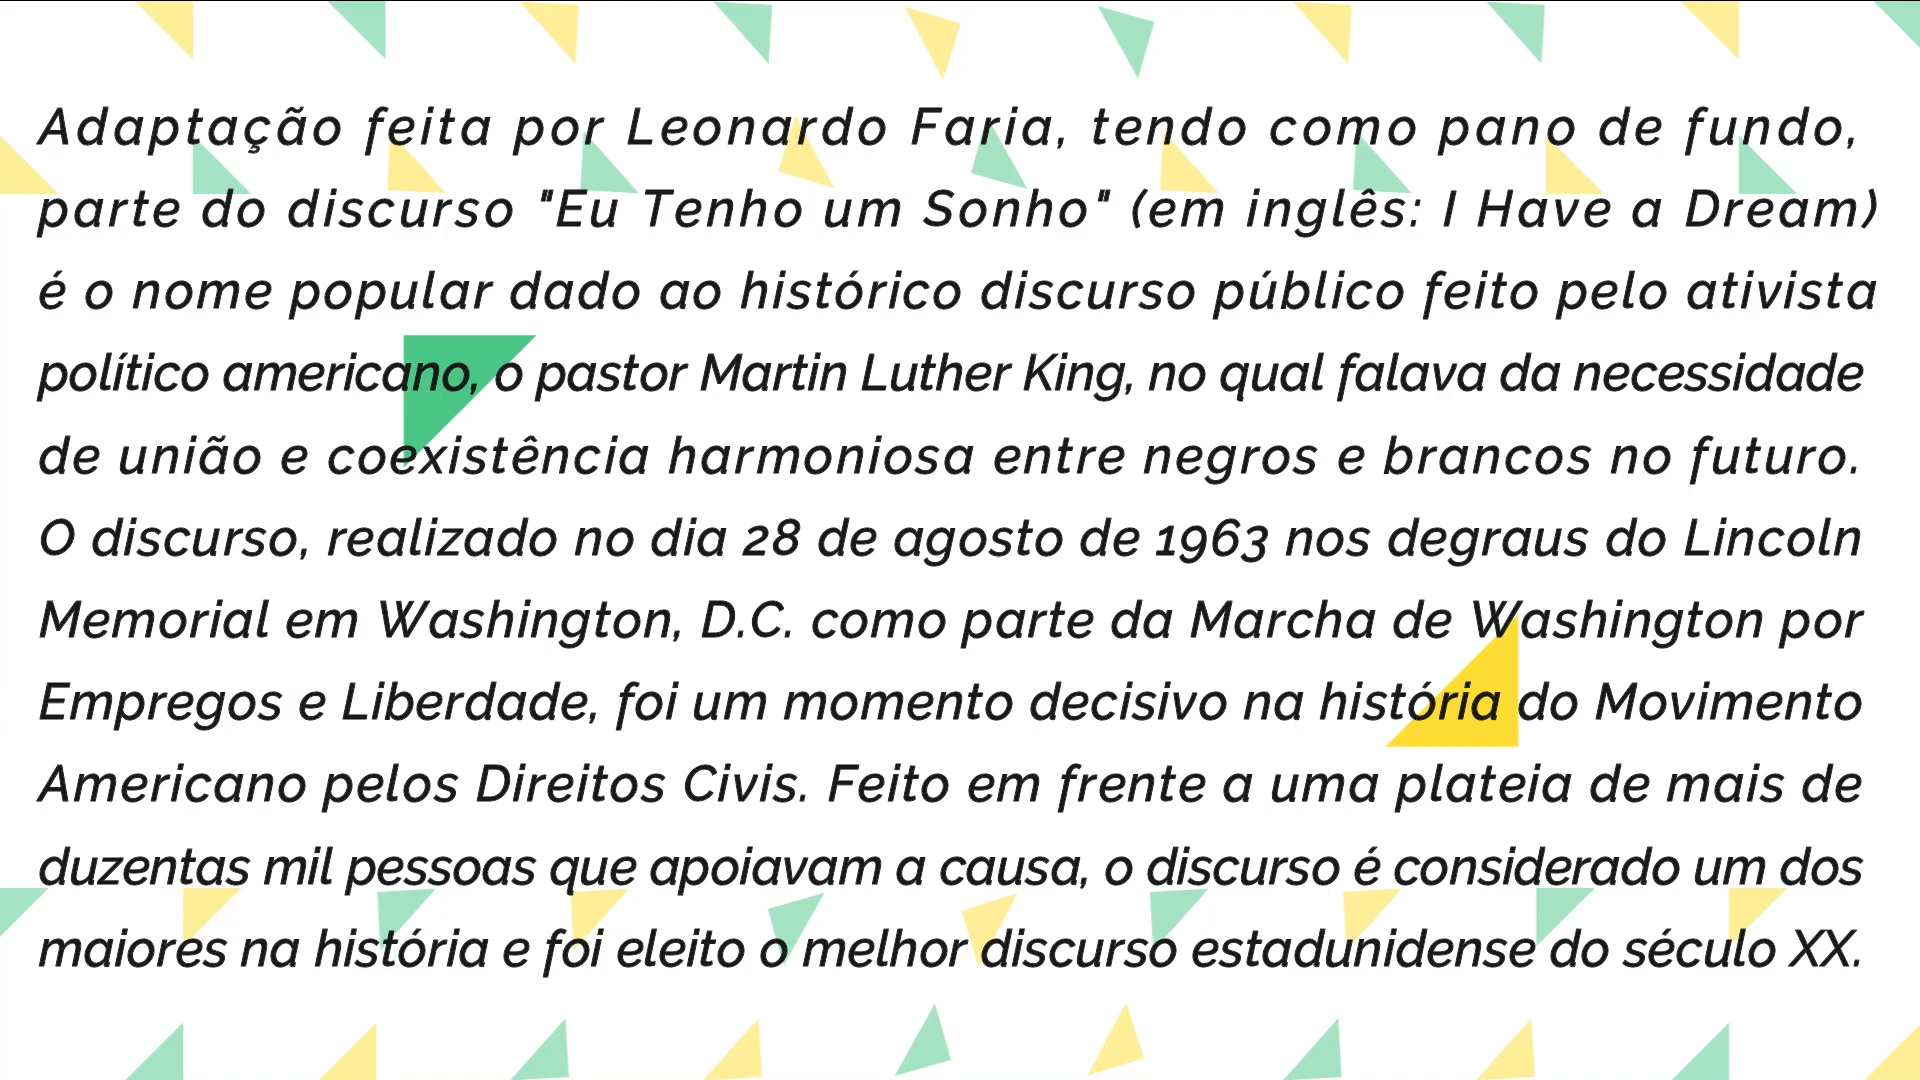 Adaptação feita por Leonardo Faria, tendo como pano de fundo,
parte do discurso "Eu Tenho um Sonho" (em inglês: I Have a Dream)
é o nome popular dado ao histórico discurso público feito pelo ativista
político americano, o pastor Martin Luther King, no qual falava da necessidade
de união e coexistência harmoniosa entre negros e brancos no futuro.
O discurso, realizado no dia 28 de agosto de 1963 nos degraus do Lincoln
Memorial em Washington, D.C. como parte da Marcha de Washington por
Empregos e Liberdade, foi um momento decisivo na história do Movimento
Americano pelos Direitos Civis. Feito em frente a uma plateia de mais de
duzentas mil pessoas que apoiavam a causa, o discurso é considerado um dos
maiores na história e foi eleito o melhor discurso estadunidense do século XX.